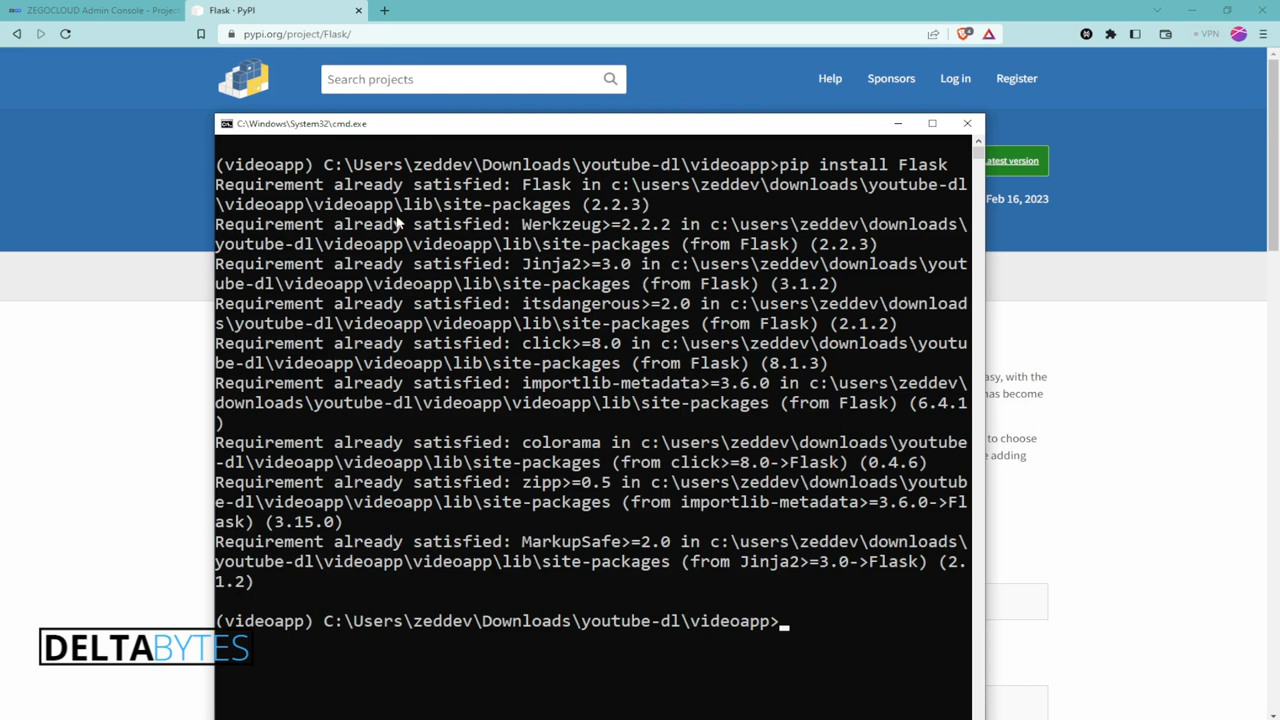 ZEGOCLOUD Admin Console - Project
Flask · PyPI
pypi.org/project/Flask/
4
VPN
Search projects
Help
Sponsors
Log in
Register
C:\Windows\System32\cmd.exe
atest version
Feb 16, 2023
(videoapp) C:\Users\zeddev\Downloads\youtube-dl\videoapp>pip install Flask
Requirement already satisfied: Flask in c:\users\zeddev\downloads\youtube-dl
\videoapp\videoapp\lib\site-packages (2.2.3)
Requirement already satisfied: Werkzeug>=2.2.2 in c:\users\zeddev\downloads\
youtube-dl\videoapp\videoapp\lib\site-packages (from Flask) (2.2.3)
Requirement already satisfied: Jinja2>=3.0 in c:\users\zeddev\downloads\yout
ube-dl\videoapp\videoapp\lib\site-packages (from Flask) (3.1.2)
Requirement already satisfied: itsdangerous>=2.0 in c:\users\zeddev\download
s\youtube-dl\videoapp\videoapp\lib\site-packages (from Flask) (2.1.2)
Requirement already satisfied: click>=8.0 in c:\users\zeddev\downloads\youtu
be-dl\videoapp\videoapp\lib\site-packages (from Flask) (8.1.3)
Requirement already satisfied: importlib-metadata>=3.6.0 in c:\users\zeddev\
downloads\youtube-dl\videoapp\videoapp\lib\site-packages (from Flask) (6.4.1
)
Requirement already satisfied: colorama in c:\users\zeddev\downloads\youtube
-dl\videoapp\videoapp\lib\site-packages (from click>=8.0->Flask) (0.4.6)
Requirement already satisfied: zipp>=0.5 in c:\users\zeddev\downloads\youtub
e-dl\videoapp\videoapp\lib\site-packages (from importlib-metadata>=3.6.0->Fl
ask) (3.15.0)
Requirement already satisfied: MarkupSafe>=2.0 in c:\users\zeddev\downloads\
youtube-dl\videoapp\videoapp\lib\site-packages (from Jinja2>=3.0->Flask) (2.
1.2)
(videoapp) C:\Users\zeddev\Downloads\youtube-dl\videoapp>
asy, with the
has become
to choose
adding
DELTABYTES